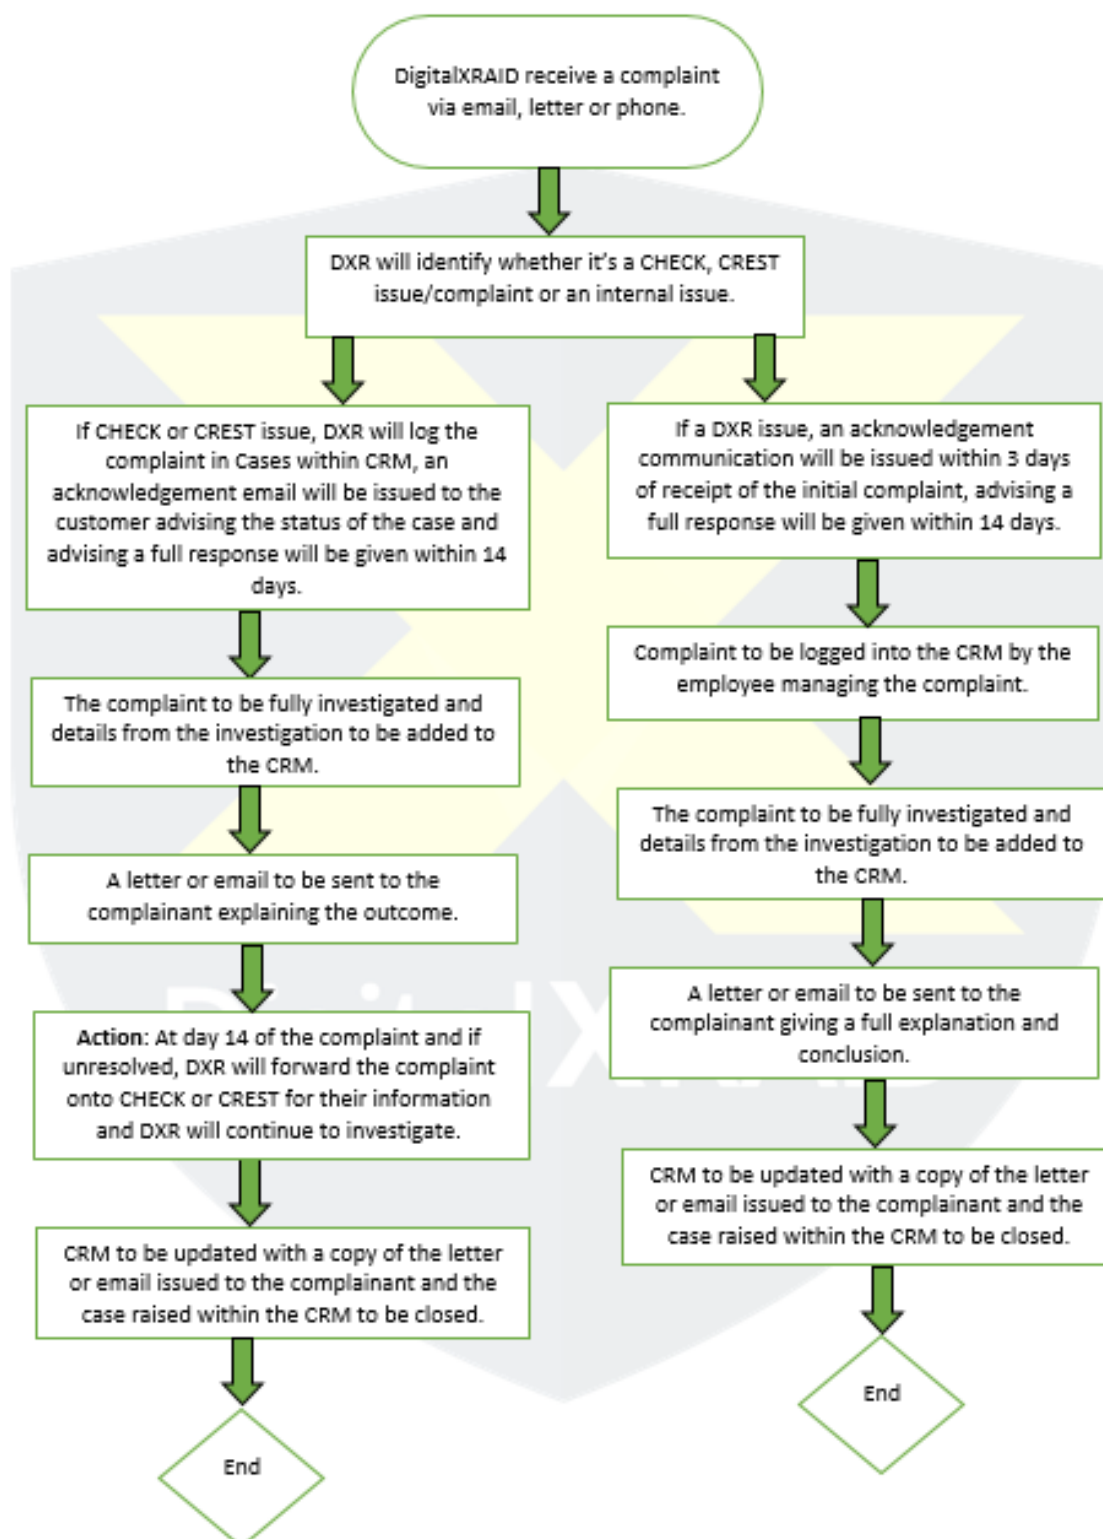 DigitalXRAID receive a complaint
via email, letter or phone.
DXR will identify whether it's a CHECK, CREST
issue/complaint or an internal issue.
If CHECK or CREST issue, DXR will log the
complaint in Cases within CRM, an
acknowledgement email will be issued to the
customer advising the status of the case and
advising a full response will be given within 14
days.
The complaint to be fully investigated and
details from the investigation to be added to
the CRM.
A letter or email to be sent to the
complainant explaining the outcome.
Action: At day 14 of the complaint and if
unresolved, DXR will forward the complaint
onto CHECK or CREST for their information
and DXR will continue to investigate.
CRM to be updated with a copy of the letter
or email issued to the complainant and the
case raised within the CRM to be closed.
End
If a DXR issue, an acknowledgement
communication will be issued within 3 days
of receipt of the initial complaint, advising a
full response will be given within 14 days.
Complaint to be logged into the CRM by the
employee managing the complaint.
The complaint to be fully investigated and
details from the investigation to be added to
the CRM.
A letter or email to be sent to the
complainant giving a full explanation and
conclusion.
CRM to be updated with a copy of the letter
or email issued to the complainant and the
case raised within the CRM to be closed.
End